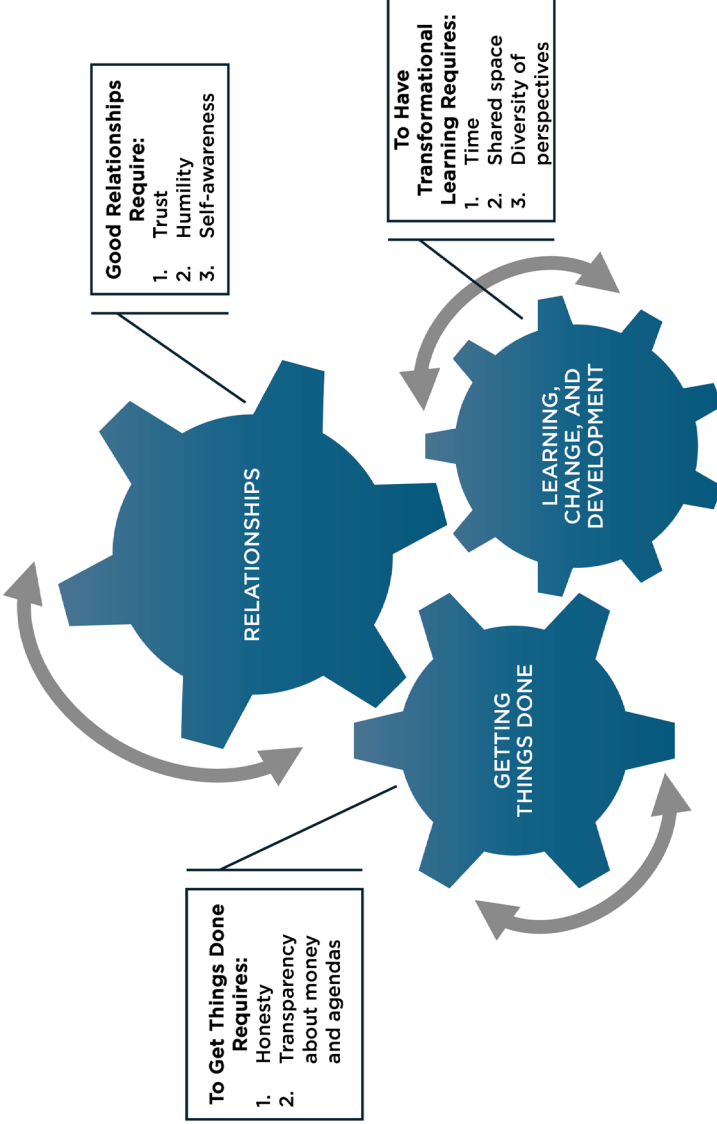 Good Relationships
Require:
1. Trust
2. Humility
3. Self-awareness
RELATIONSHIPS
To Get Things Done
Requires:
1. Honesty
2. Transparency
about money
and agendas
GETTING
THINGS DONE
To Have
Transformational
Learning Requires:
1. Time
2. Shared space
3. Diversity of
perspectives
LEARNING,
CHANGE, AND
DEVELOPMENT